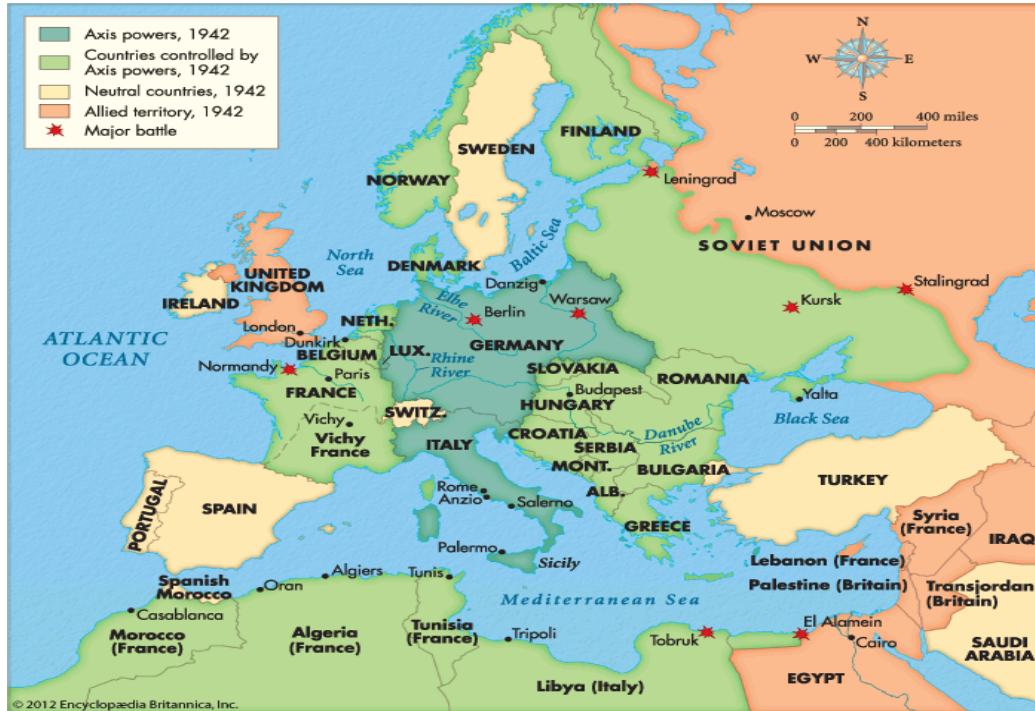 Axis powers, 1942
Countries controlled by
Axis powers, 1942
Neutral countries, 1942
Allied territory, 1942
Major battle
N
W
E
S
0 200 400 miles
0 200 400 kilometers
FINLAND
SWEDEN
NORWAY
Leningrad
Moscow
SOVIET UNION
North
Sea
Baltic Sea
DENMARK
Danzig
UNITED
KINGDOM
IRELAND
Elbe
River
Berlin
Warsaw
Kursk
Stalingrad
London
NETH.
Dunkirk
BELGIUM
LUX.
GERMANY
ATLANTIC
OCEAN
Normandy
Paris
Rhine
River
SLOVAKIA
FRANCE
Budapest
ROMANIA
Yalta
SWITZ.
HUNGARY
Black Sea
Vichy
Vichy
France
ITALY
CROATIA
SERBIA
Danube
River
MONT.
BULGARIA
PORTUGAL
SPAIN
Rome
Anzio
Salerno
ALB.
GREECE
TURKEY
Palermo
Sicily
Syria
(France)
IRAQ
Lebanon (France)
Palestine (Britain)
Transjordan
(Britain)
Spanish
Morocco
Oran
Algiers
Tunis
Mediterranean Sea
Casablanca
Morocco
(France)
Algeria
(France)
Tunisia
(France)
Tripoli
Tobruk
El Alamein
Cairo
SAUDI
ARABIA
Libya (Italy)
EGYPT
© 2012 Encyclopædia Britannica, Inc.